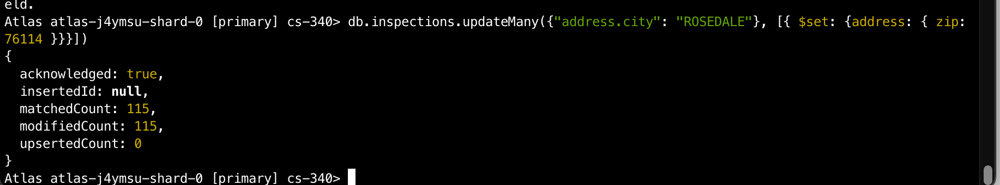 eld.
Atlas atlas-j4ymsu-shard-0 [primary] cs-340> db.inspections.updateMany({"address.city": "ROSEDALE"}, [{ $set: {address: { zip:
76114 }}}])
{
  acknowledged: true,
  insertedId: null,
  matchedCount: 115,
  modifiedCount: 115,
  upsertedCount: 0
}
Atlas atlas-j4ymsu-shard-0 [primary] cs-340>